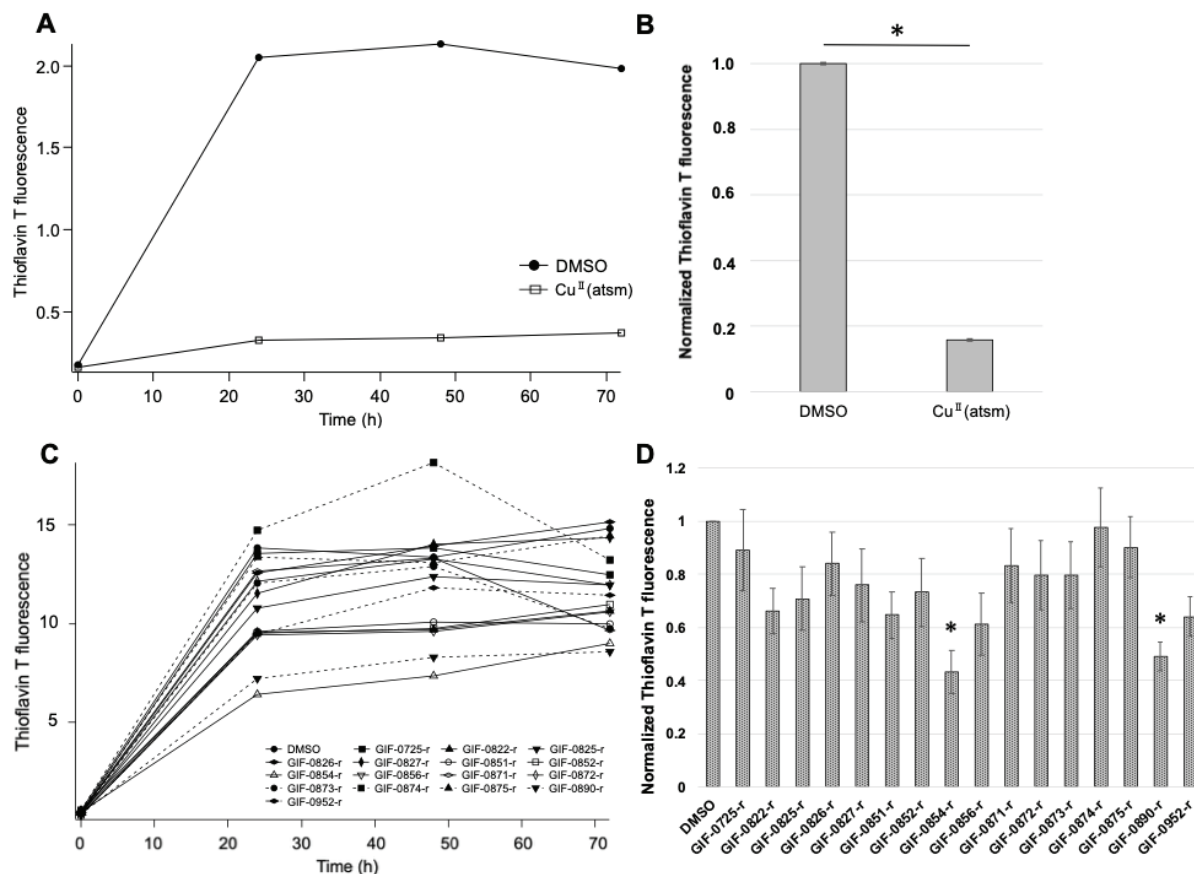 A
Thioflavin T fluorescence
2.0
1.5
1.0
0.5
DMSO
Cu^II(atsm)
0 10 20 30 40 50 60 70
Time (h)
B
*
Normalized Thioflavin T fluorescence
1.0
0.8
0.6
0.4
0.2
0
DMSO Cu^II(atsm)
C
Thioflavin T fluorescence
15
10
5
DMSO GIF-0725-r GIF-0822-r GIF-0825-r
GIF-0826-r GIF-0827-r GIF-0851-r GIF-0852-r
GIF-0854-r GIF-0856-r GIF-0871-r GIF-0872-r
GIF-0873-r GIF-0874-r GIF-0875-r GIF-0890-r
GIF-0952-r
0 10 20 30 40 50 60 70
Time (h)
D
Normalized Thioflavin T fluorescence
1.2
1
0.8
0.6
0.4
0.2
0
* *
DMSO
GIF-0725-r
GIF-0822-r
GIF-0825-r
GIF-0826-r
GIF-0827-r
GIF-0851-r
GIF-0852-r
GIF-0854-r
GIF-0856-r
GIF-0871-r
GIF-0872-r
GIF-0873-r
GIF-0874-r
GIF-0875-r
GIF-0890-r
GIF-0952-r